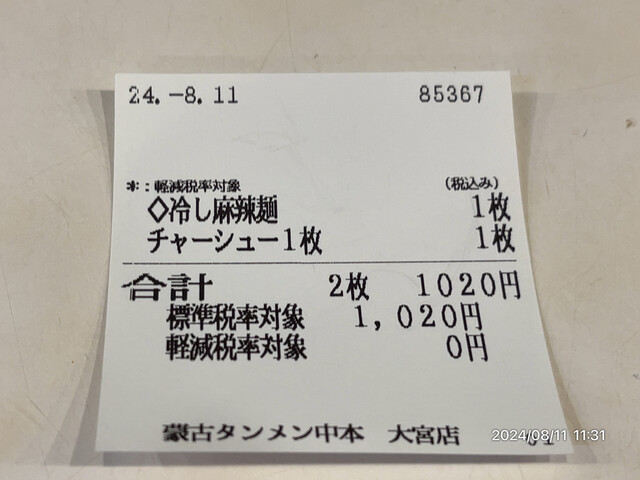 24.-8.11 85367
*：軽減税率対象 (税込み)
◇冷し麻辣麺 1枚
チャーシュー1枚 1枚
合計 2枚 1020円
標準税率対象 1,020円
軽減税率対象 0円
蒙古タンメン中本 大宮店
2024/08/11 11:31